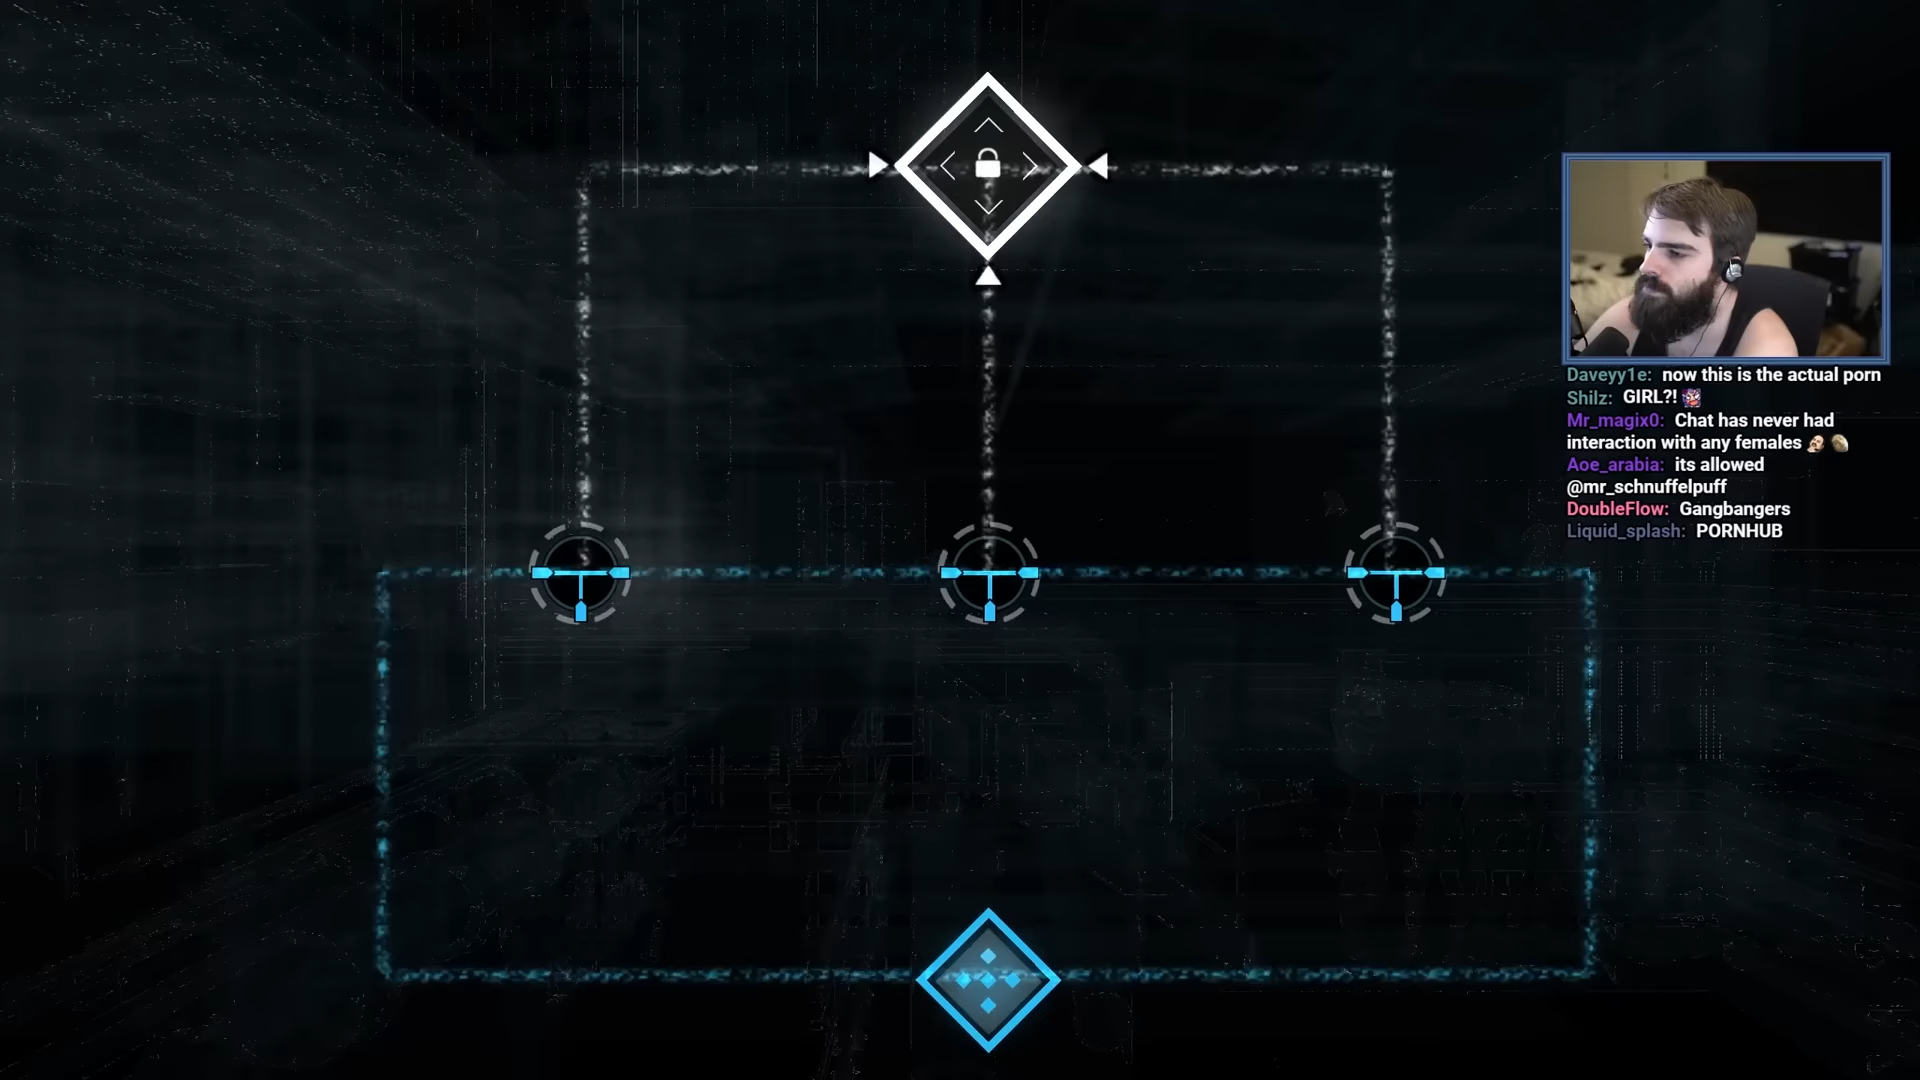 Daveyy1e: now this is the actual porn
Shilz: GIRL?!
Mr_magix0: Chat has never had
interaction with any females
Aoe_arabia: its allowed
@mr_schnuffelpuff
DoubleFlow: Gangbangers
Liquid_splash: PORNHUB